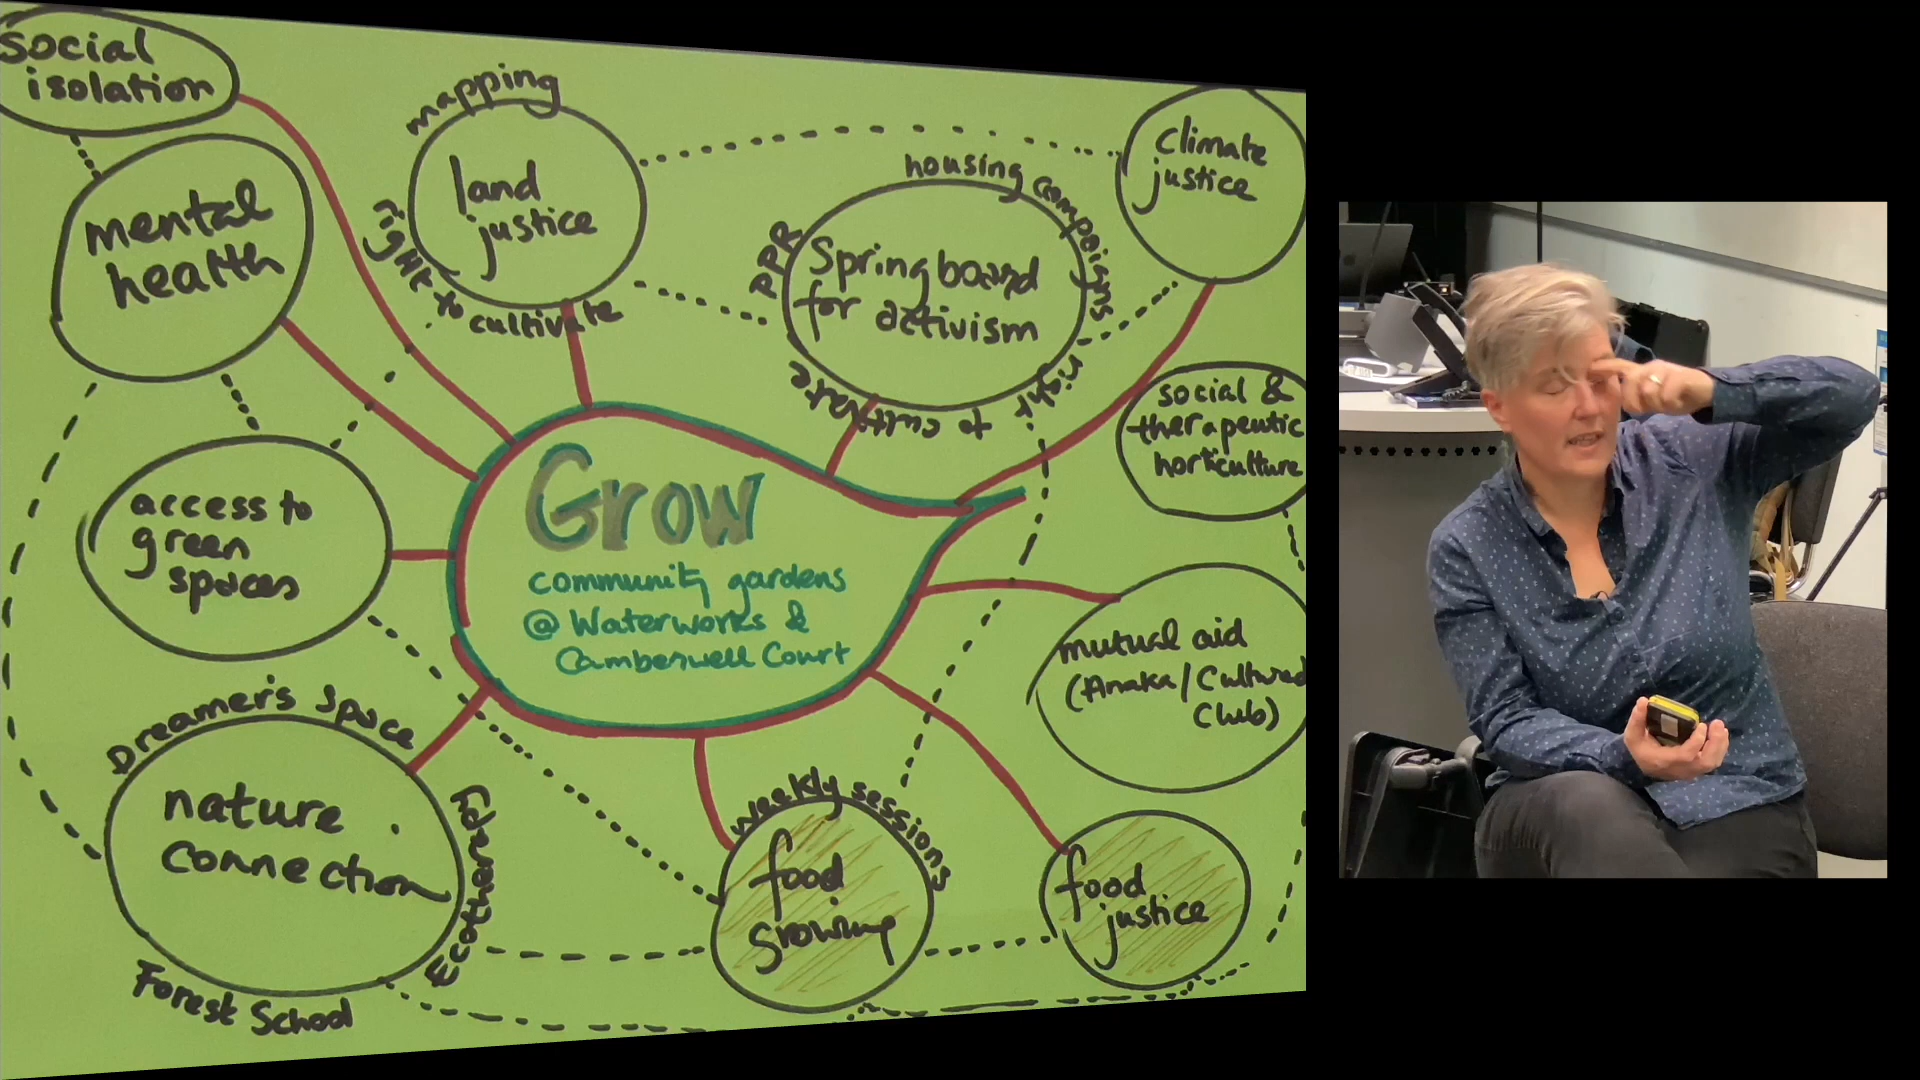 social
isolation
mental
health
mapping
land
justice
right to cultivate
housing campaigns
PPR
Springboard
for activism
right to cultivate
climate
justice
social &
therapeutic
horticulture
access to
green
spaces
Grow
community gardens
@ Waterworks &
Camberwell Court
mutual aid
(Anaka/Cultured
Club)
Dreamer's Space
nature
connection
Ecotherapy
Forest School
weekly sessions
food
growing
food
justice